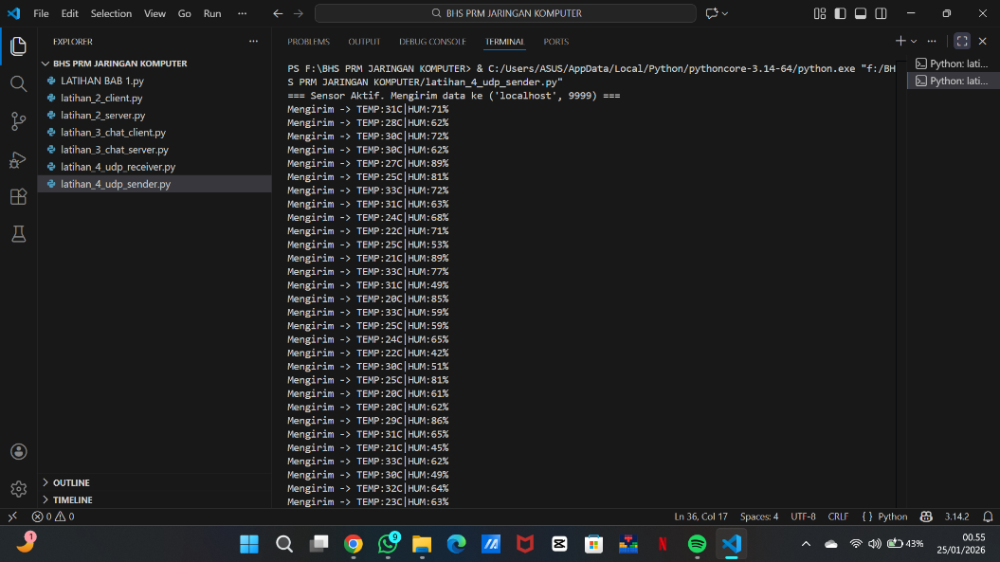 File Edit Selection View Go Run ···
BHS PRM JARINGAN KOMPUTER
EXPLORER
BHS PRM JARINGAN KOMPUTER
LATIHAN BAB 1.py
latihan_2_client.py
latihan_2_server.py
latihan_3_chat_client.py
latihan_3_chat_server.py
latihan_4_udp_receiver.py
latihan_4_udp_sender.py
OUTLINE
TIMELINE
PROBLEMS OUTPUT DEBUG CONSOLE TERMINAL PORTS
PS F:\BHS PRM JARINGAN KOMPUTER> & C:/Users/ASUS/AppData/Local/Python/pythoncore-3.14-64/python.exe "f:/BH
S PRM JARINGAN KOMPUTER/latihan_4_udp_sender.py"
=== Sensor Aktif. Mengirim data ke ('localhost', 9999) ===
Mengirim -> TEMP:31C|HUM:71%
Mengirim -> TEMP:28C|HUM:62%
Mengirim -> TEMP:30C|HUM:72%
Mengirim -> TEMP:30C|HUM:62%
Mengirim -> TEMP:27C|HUM:89%
Mengirim -> TEMP:25C|HUM:81%
Mengirim -> TEMP:33C|HUM:72%
Mengirim -> TEMP:31C|HUM:63%
Mengirim -> TEMP:24C|HUM:68%
Mengirim -> TEMP:22C|HUM:71%
Mengirim -> TEMP:25C|HUM:53%
Mengirim -> TEMP:21C|HUM:89%
Mengirim -> TEMP:33C|HUM:77%
Mengirim -> TEMP:31C|HUM:49%
Mengirim -> TEMP:20C|HUM:85%
Mengirim -> TEMP:33C|HUM:59%
Mengirim -> TEMP:25C|HUM:59%
Mengirim -> TEMP:24C|HUM:65%
Mengirim -> TEMP:22C|HUM:42%
Mengirim -> TEMP:30C|HUM:51%
Mengirim -> TEMP:25C|HUM:81%
Mengirim -> TEMP:20C|HUM:61%
Mengirim -> TEMP:20C|HUM:62%
Mengirim -> TEMP:29C|HUM:86%
Mengirim -> TEMP:31C|HUM:65%
Mengirim -> TEMP:21C|HUM:45%
Mengirim -> TEMP:33C|HUM:62%
Mengirim -> TEMP:30C|HUM:49%
Mengirim -> TEMP:32C|HUM:64%
Mengirim -> TEMP:23C|HUM:63%
Python: lati...
Python: lati...
0 0
Ln 36, Col 17 Spaces: 4 UTF-8 CRLF { } Python 3.14.2
1
9
N
43%
00.55
25/01/2026